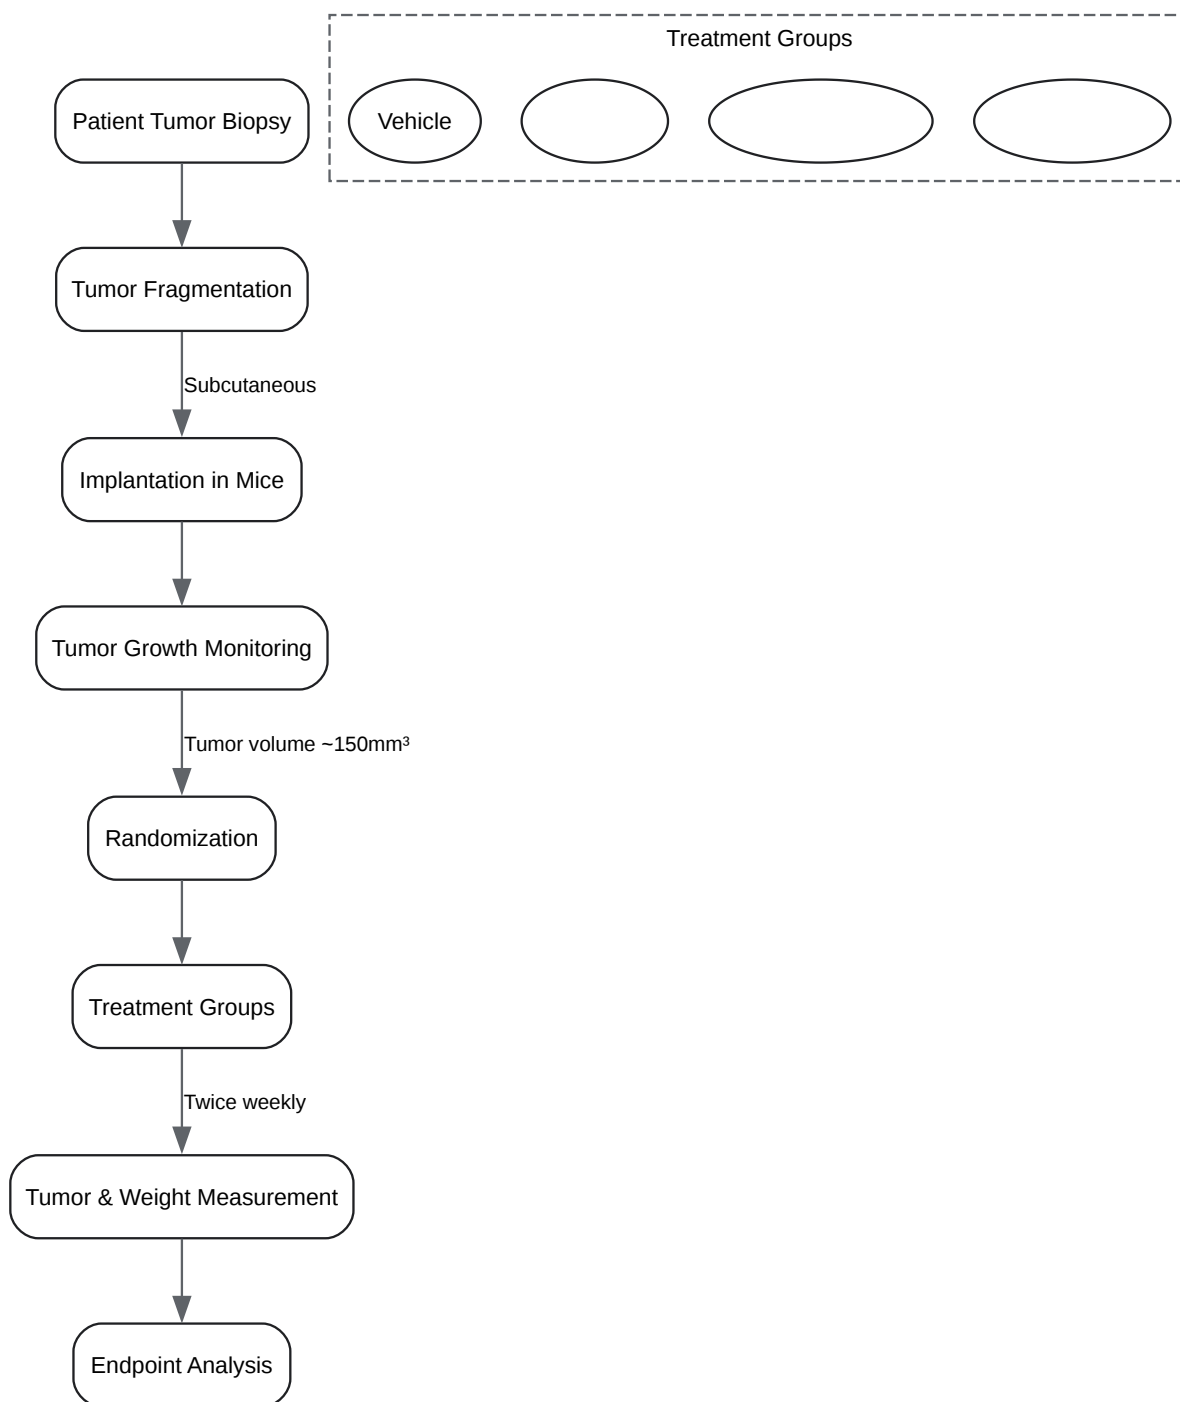 Treatment Groups
Patient Tumor Biopsy
Vehicle
Tumor Fragmentation
Subcutaneous
Implantation in Mice
Tumor Growth Monitoring
Tumor volume ~150mm³
Randomization
Treatment Groups
Twice weekly
Tumor & Weight Measurement
Endpoint Analysis